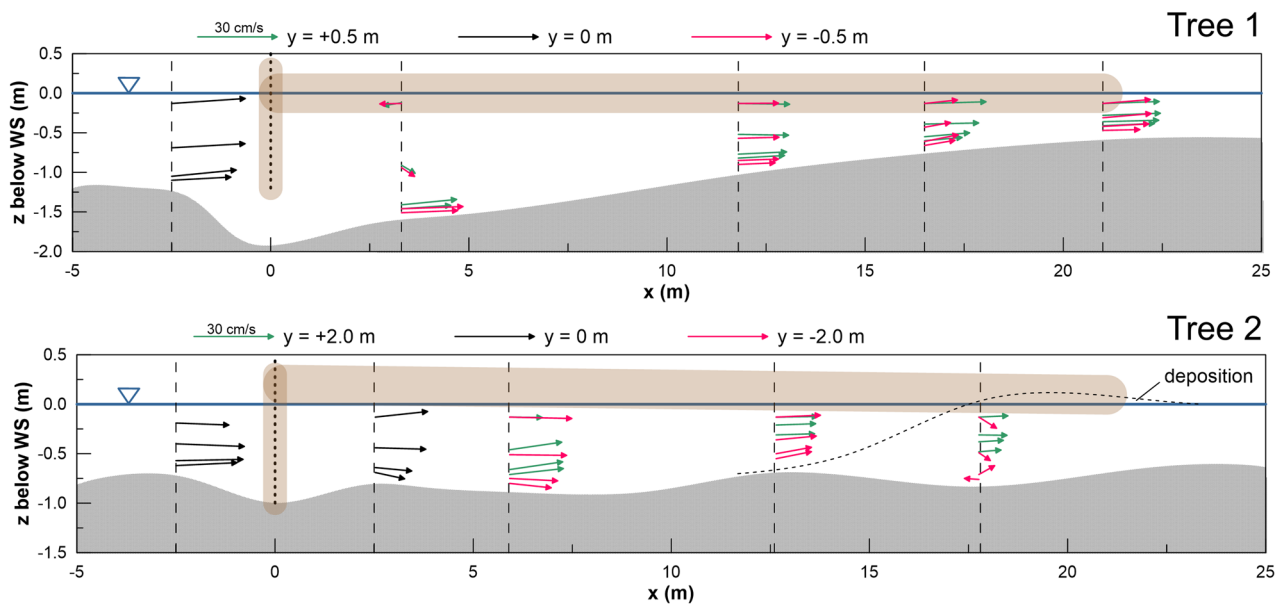 Tree 1
30 cm/s
y = +0.5 m
y = 0 m
y = -0.5 m
z below WS (m)
0.5
0.0
-0.5
-1.0
-1.5
-2.0
-5 0 5 10 15 20 25
x (m)
Tree 2
30 cm/s
y = +2.0 m
y = 0 m
y = -2.0 m
deposition
z below WS (m)
0.5
0.0
-0.5
-1.0
-1.5
-5 0 5 10 15 20 25
x (m)